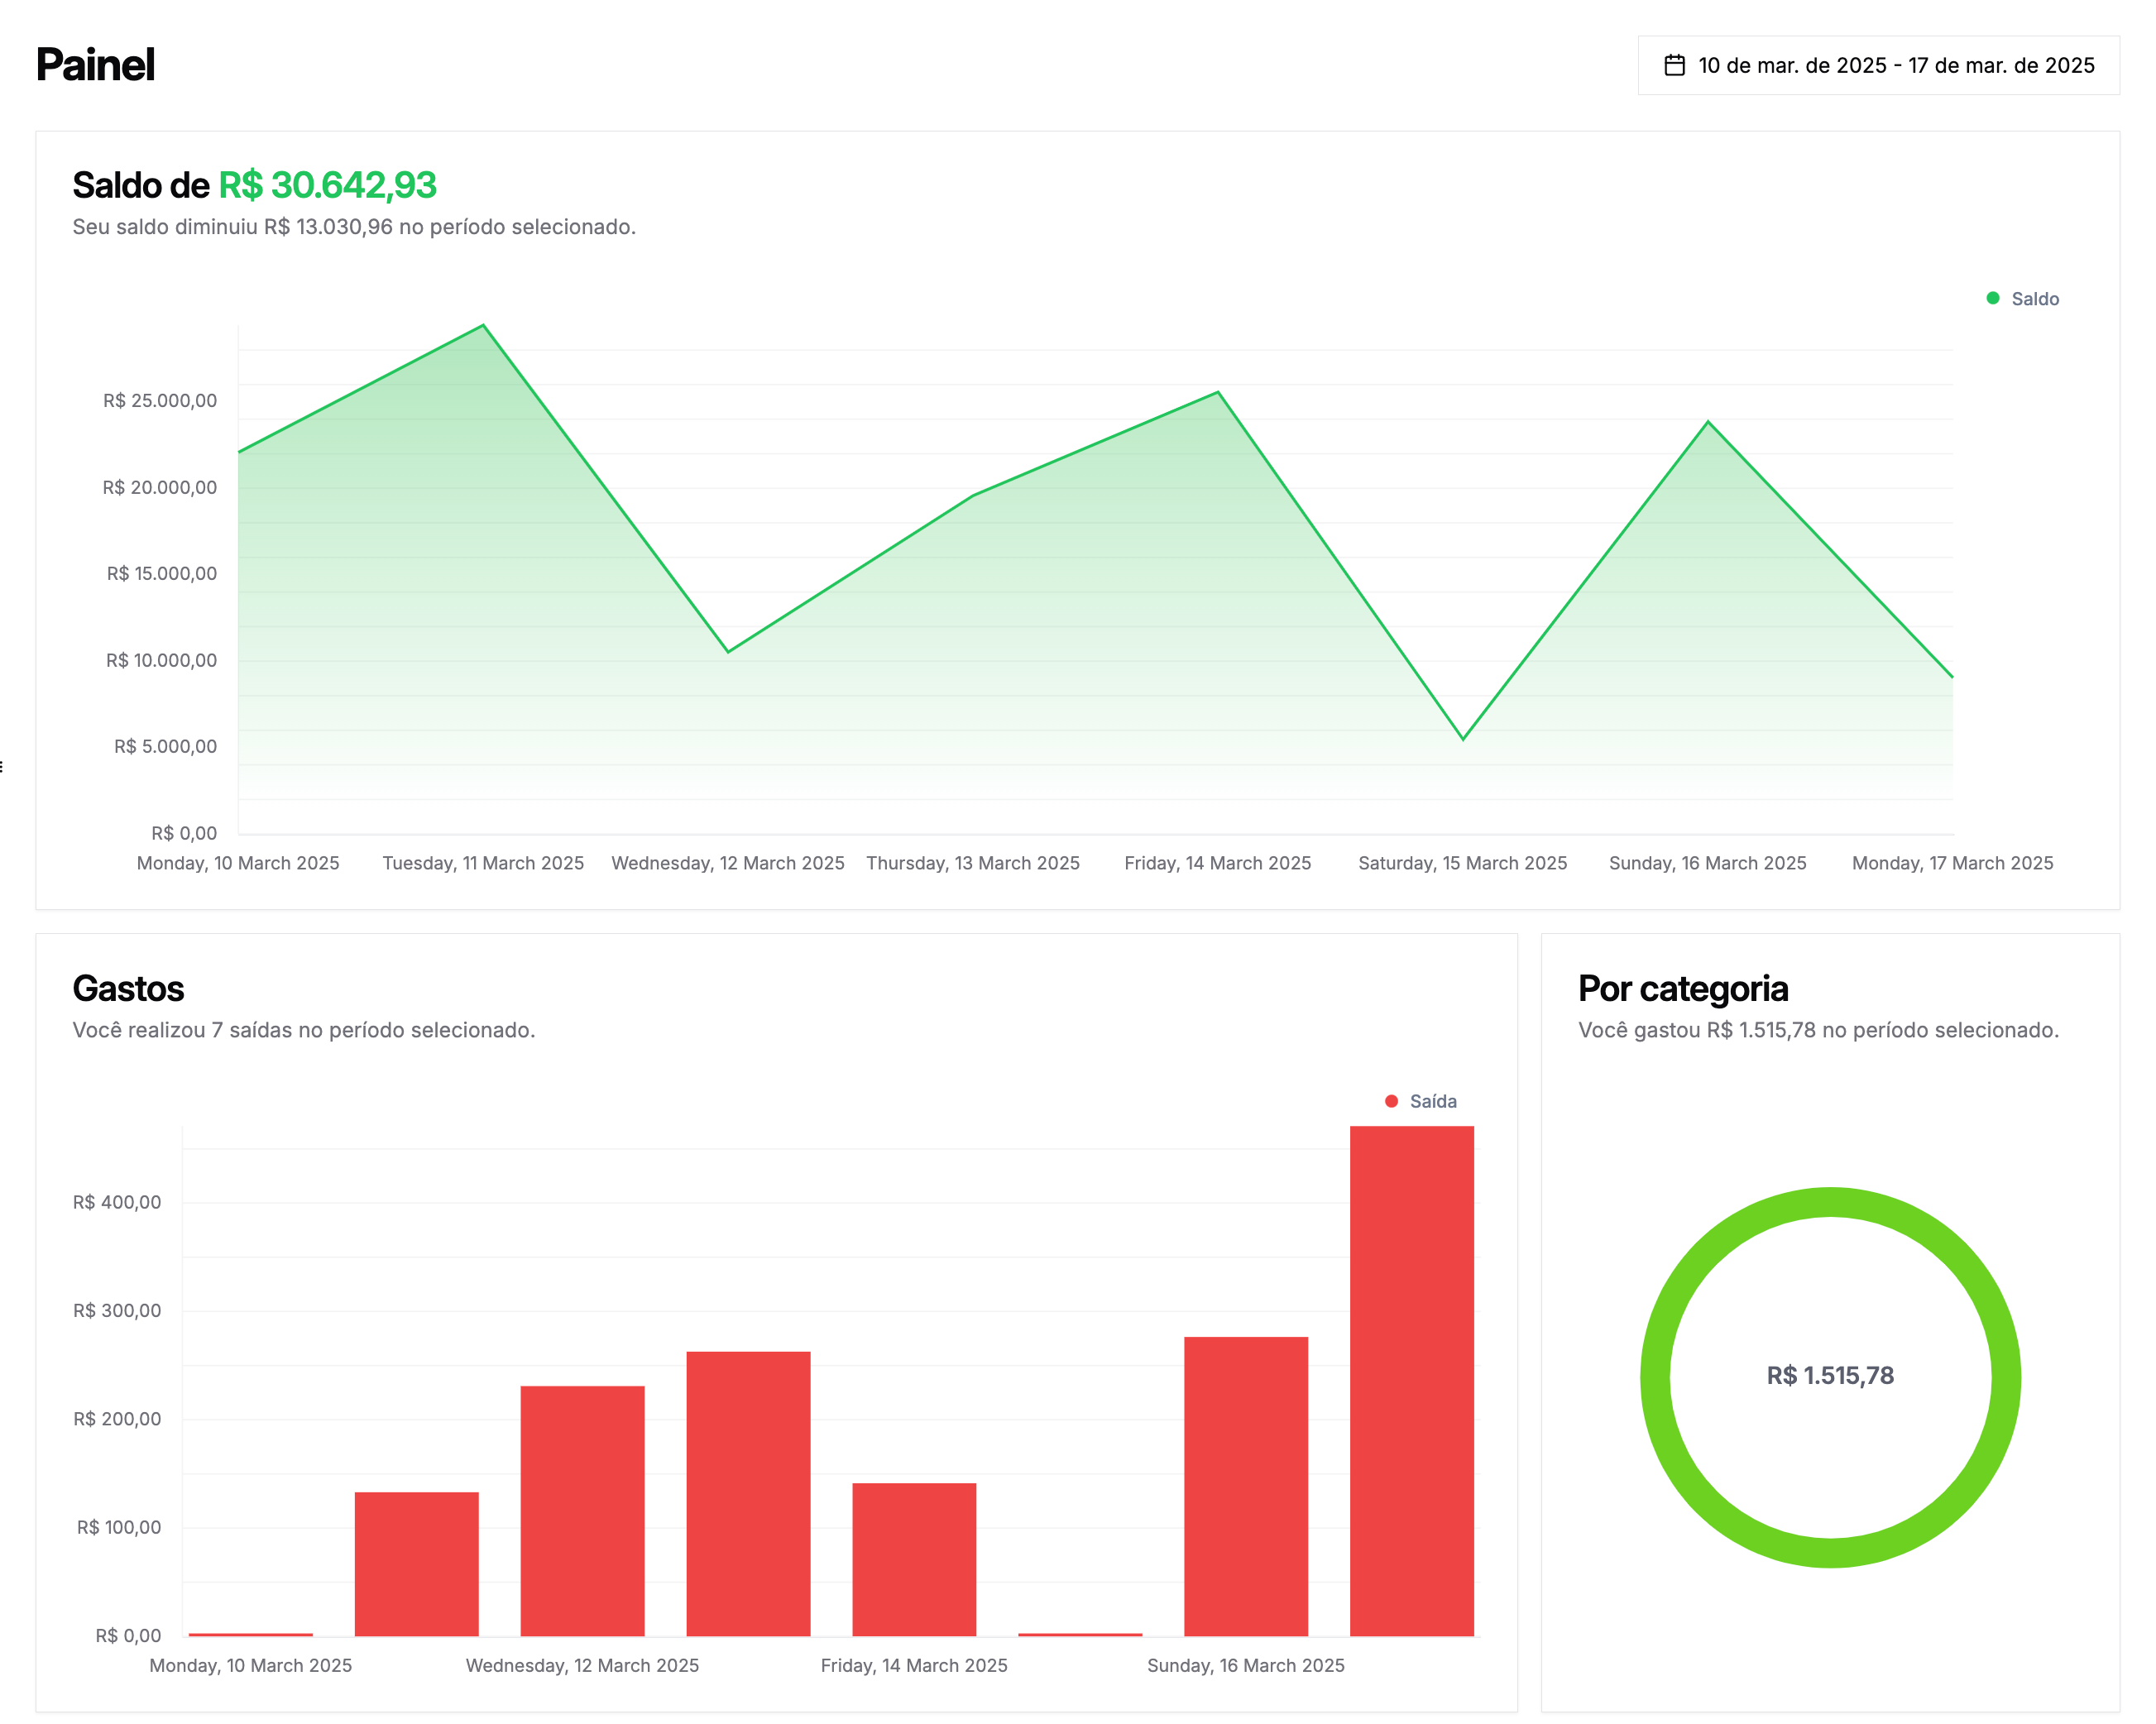 Painel
10 de mar. de 2025 - 17 de mar. de 2025
Saldo de R$ 30.642,93
Seu saldo diminuiu R$ 13.030,96 no período selecionado.
Saldo
R$ 25.000,00
R$ 20.000,00
R$ 15.000,00
R$ 10.000,00
R$ 5.000,00
R$ 0,00
Monday, 10 March 2025
Tuesday, 11 March 2025
Wednesday, 12 March 2025
Thursday, 13 March 2025
Friday, 14 March 2025
Saturday, 15 March 2025
Sunday, 16 March 2025
Monday, 17 March 2025
Gastos
Você realizou 7 saídas no período selecionado.
Saída
R$ 400,00
R$ 300,00
R$ 200,00
R$ 100,00
R$ 0,00
Monday, 10 March 2025
Wednesday, 12 March 2025
Friday, 14 March 2025
Sunday, 16 March 2025
Por categoria
Você gastou R$ 1.515,78 no período selecionado.
R$ 1.515,78